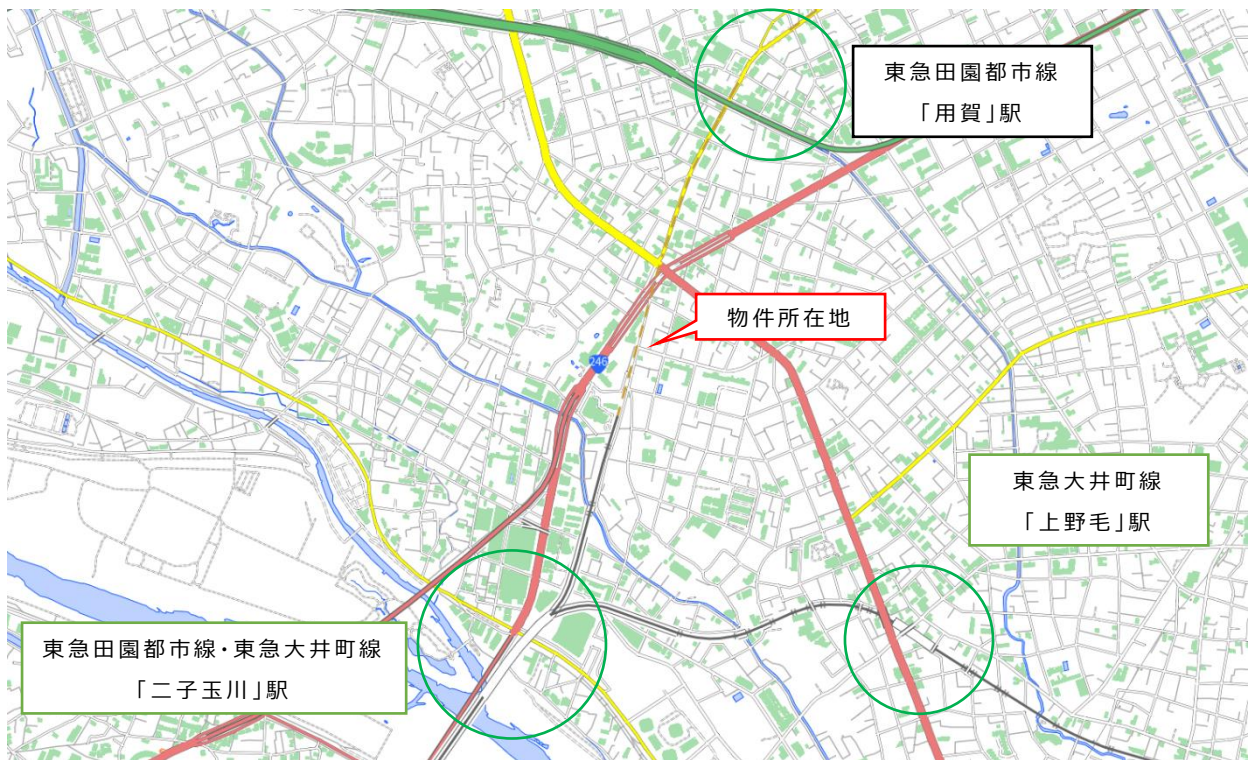 東急田園都市線
「用賀」駅
物件所在地
246
東急大井町線
「上野毛」駅
東急田園都市線・東急大井町線
「二子玉川」駅